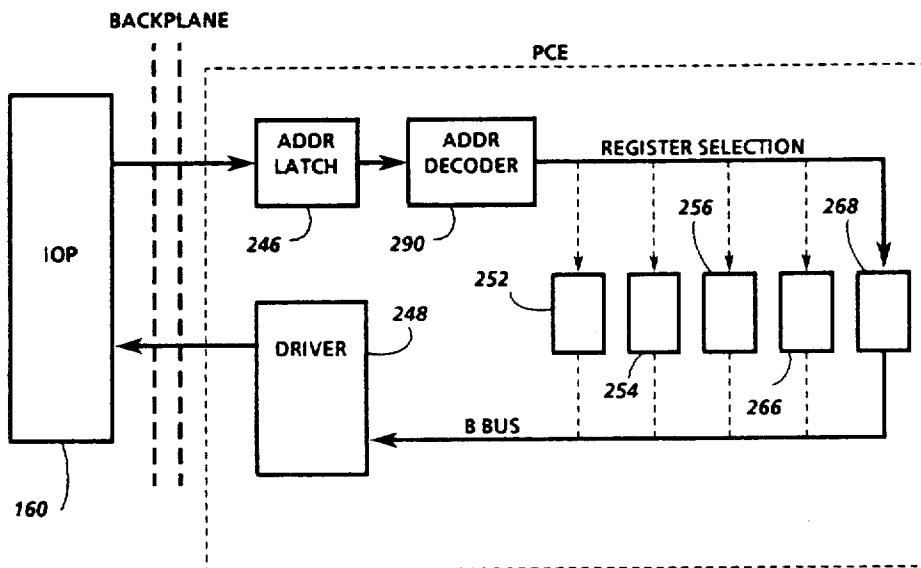 BACKPLANE
PCE
ADDR
LATCH
ADDR
DECODER
REGISTER SELECTION
246
290
256
268
IOP
252
248
DRIVER
254
266
B BUS
160